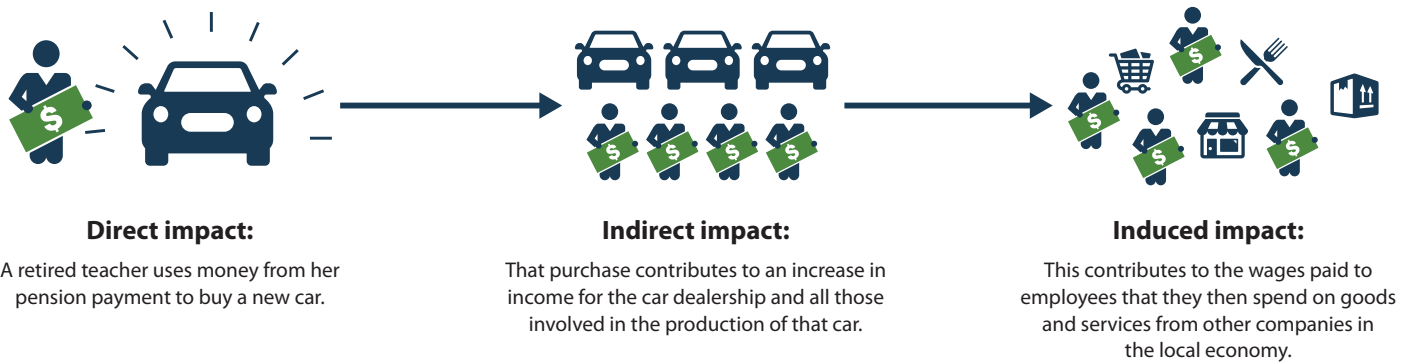 Direct impact:
A retired teacher uses money from her
pension payment to buy a new car.
Indirect impact:
That purchase contributes to an increase in
income for the car dealership and all those
involved in the production of that car.
Induced impact:
This contributes to the wages paid to
employees that they then spend on goods
and services from other companies in
the local economy.